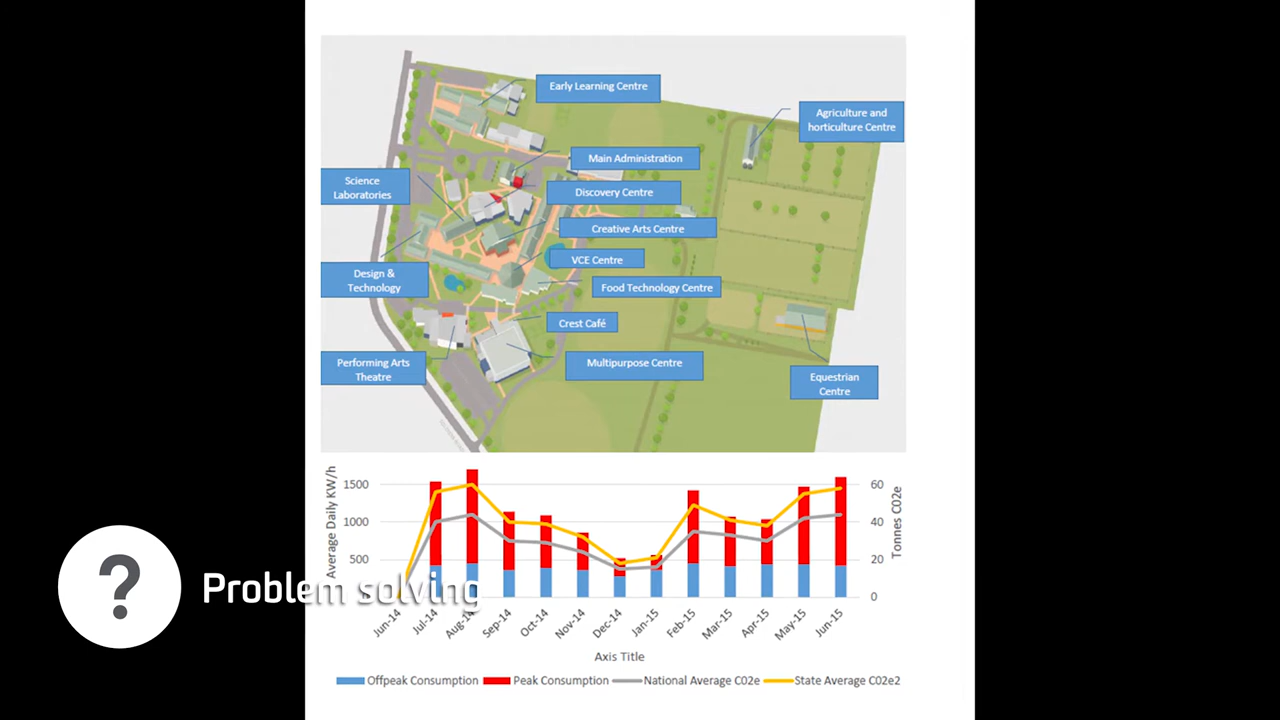 Early Learning Centre
Agriculture and
horticulture Centre
Main Administration
Science
Laboratories
Discovery Centre
Creative Arts Centre
VCE Centre
Design &
Technology
Food Technology Centre
Crest Café
Performing Arts
Theatre
Multipurpose Centre
Equestrian
Centre
Average Daily KW/h
1500
1000
500
60
40
20
0
Tonnes C02e
Jun-14
Jul-14
Aug-14
Sep-14
Oct-14
Nov-14
Dec-14
Jan-15
Feb-15
Mar-15
Apr-15
May-15
Jun-15
Axis Title
Offpeak Consumption
Peak Consumption
National Average C02e
State Average C02e2
?
Problem solving